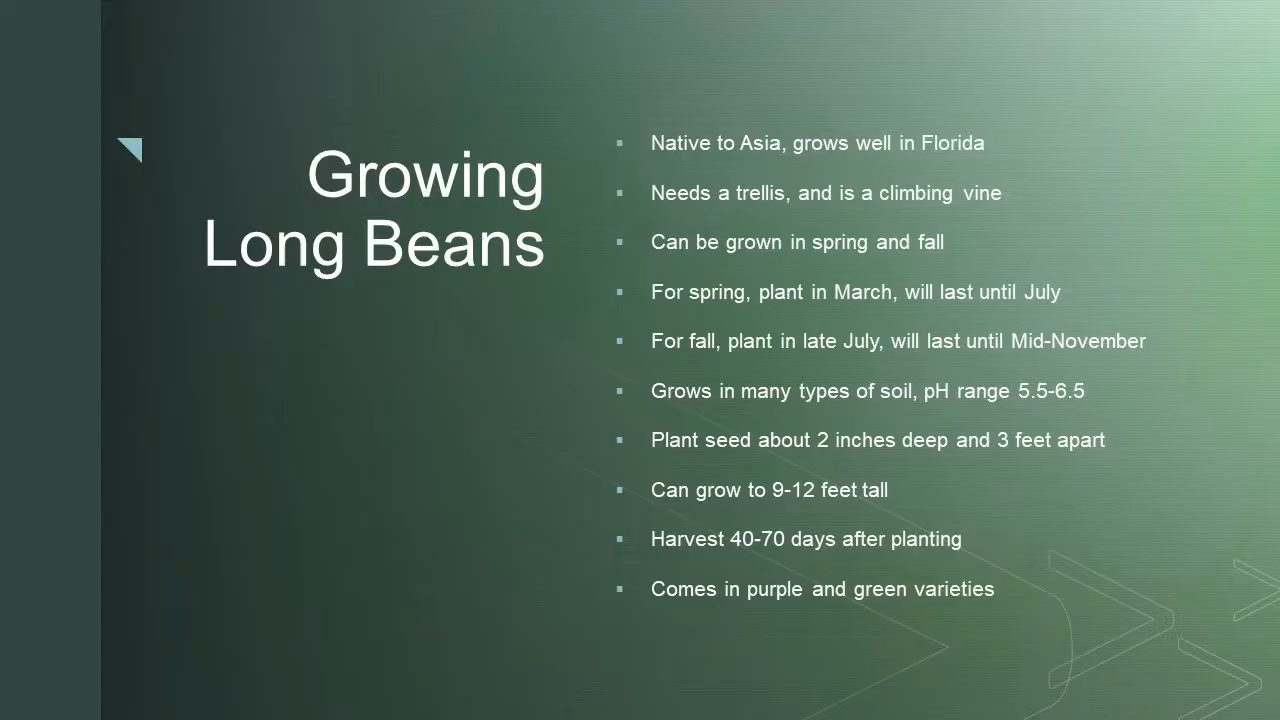 Growing
Long Beans
Native to Asia, grows well in Florida
Needs a trellis, and is a climbing vine
Can be grown in spring and fall
For spring, plant in March, will last until July
For fall, plant in late July, will last until Mid-November
Grows in many types of soil, pH range 5.5-6.5
Plant seed about 2 inches deep and 3 feet apart
Can grow to 9-12 feet tall
Harvest 40-70 days after planting
Comes in purple and green varieties